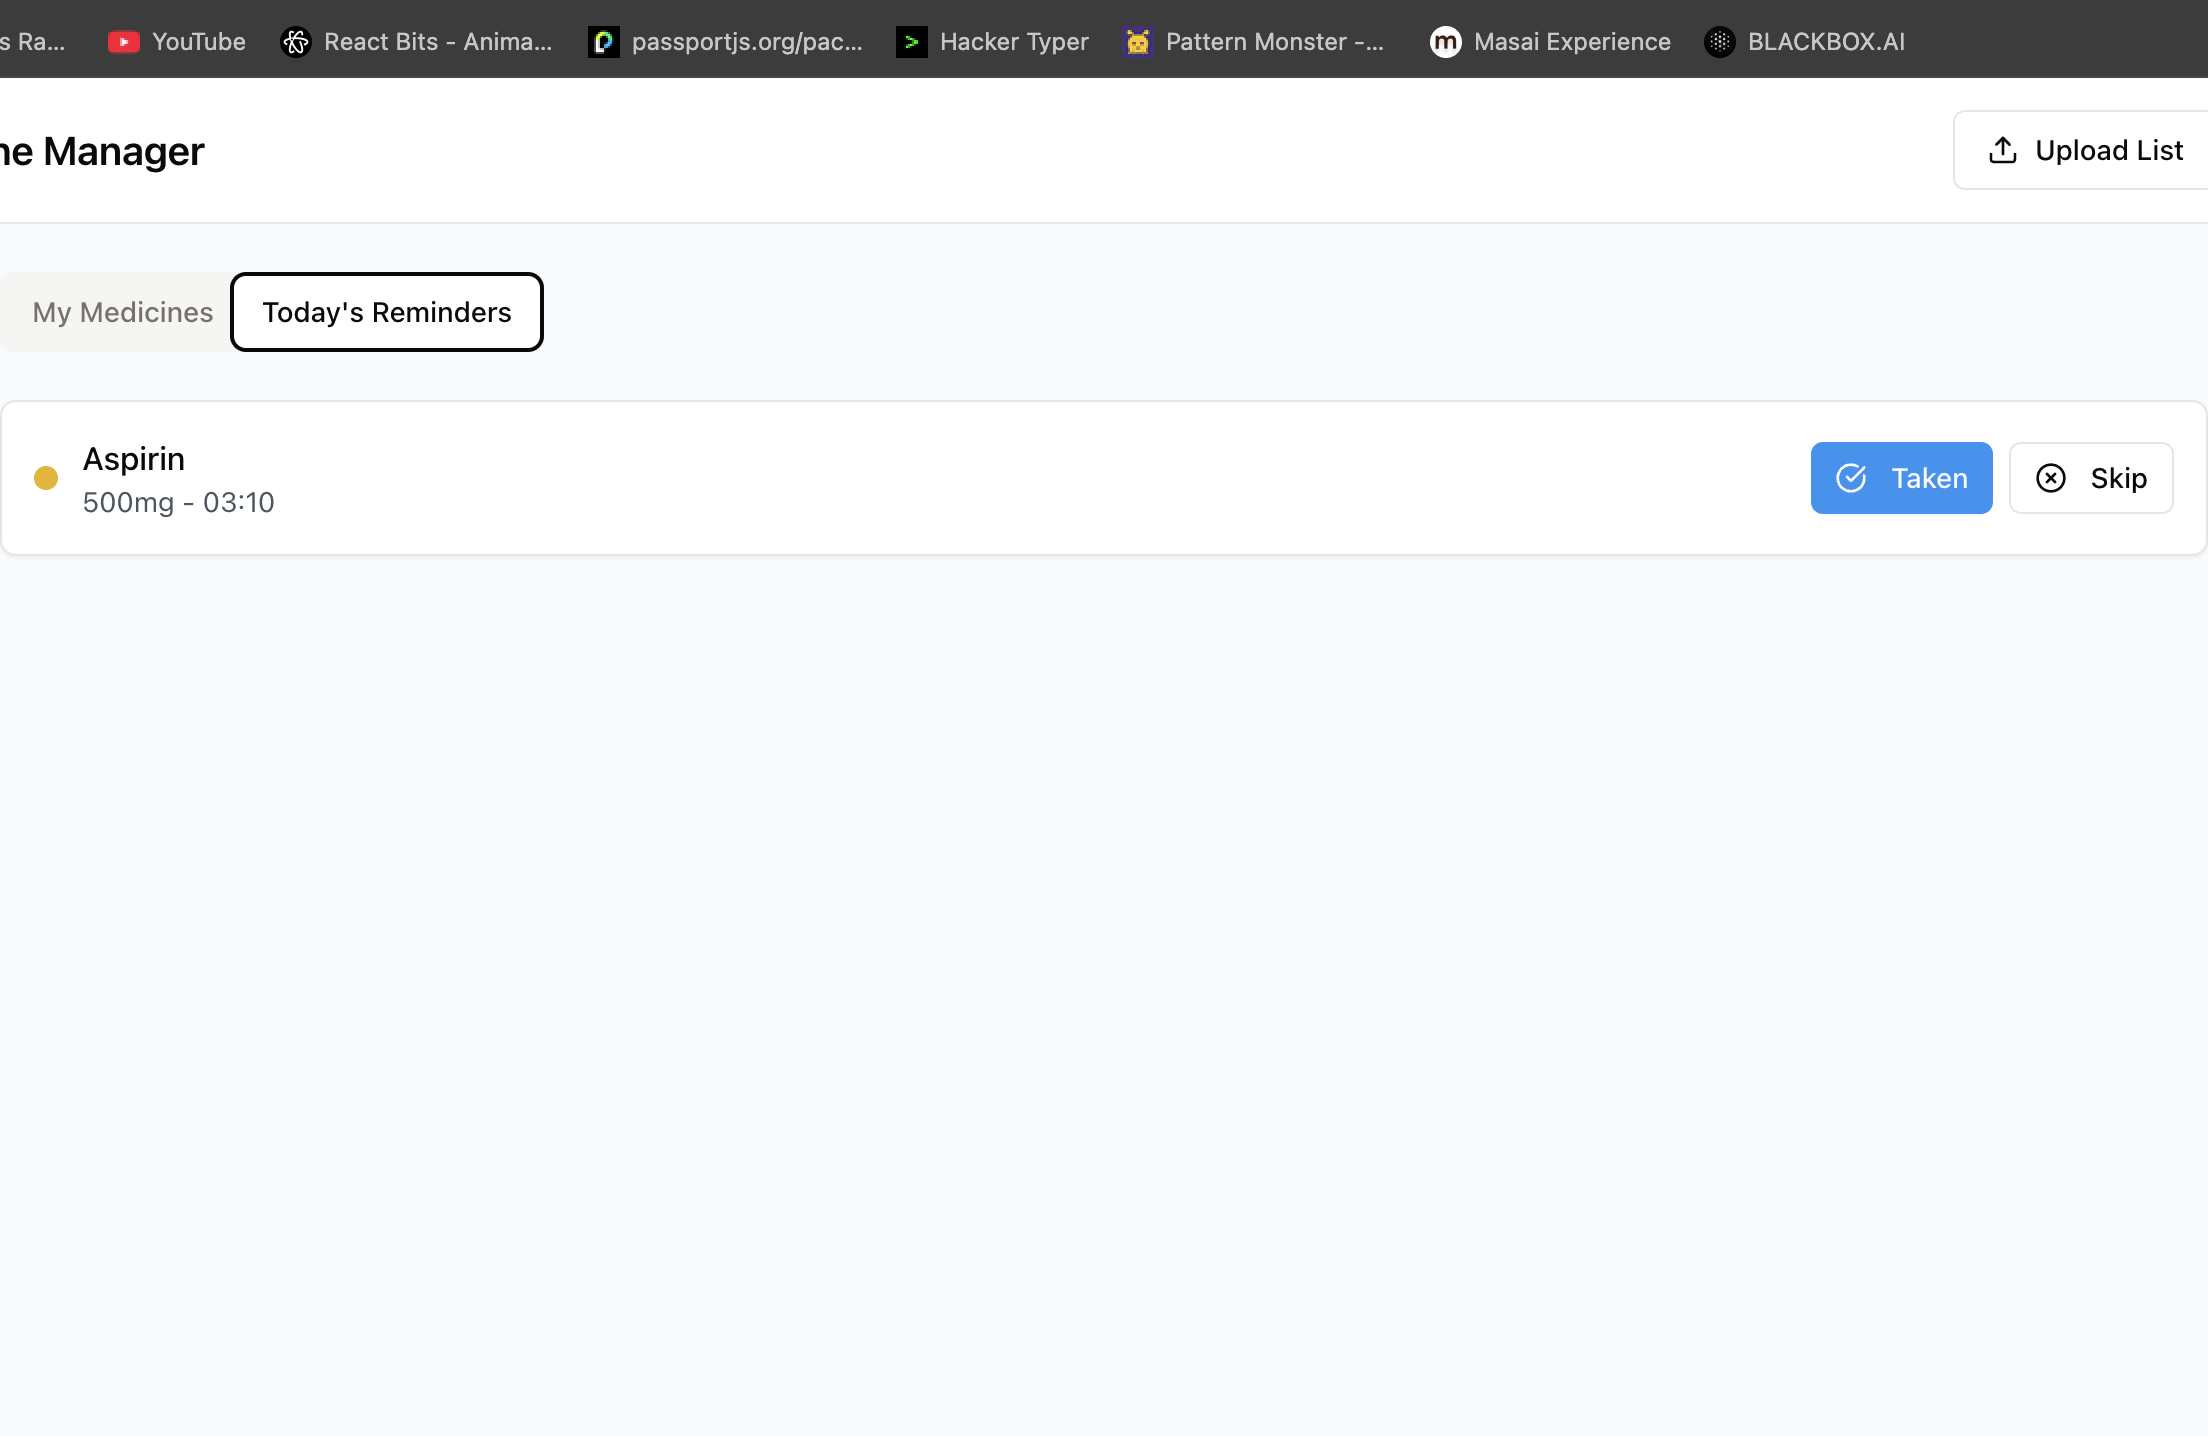 s Ra... YouTube React Bits - Anima... passportjs.org/pac... Hacker Typer Pattern Monster -... Masai Experience BLACKBOX.AI
ne Manager
Upload List
My Medicines Today's Reminders
Aspirin
500mg - 03:10
Taken Skip